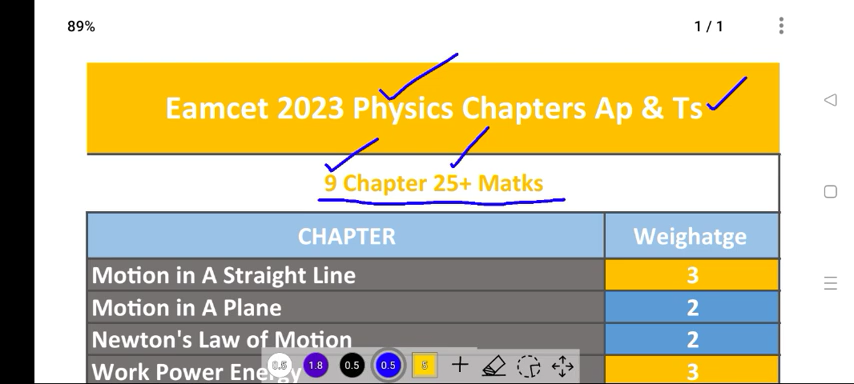 89%
1 / 1
Eamcet 2023 Physics Chapters Ap & Ts
9 Chapter 25+ Matks
CHAPTER Weighatge
Motion in A Straight Line 3
Motion in A Plane 2
Newton's Law of Motion 2
Work Power Energy 3
0.5 1.8 0.5 0.5 5